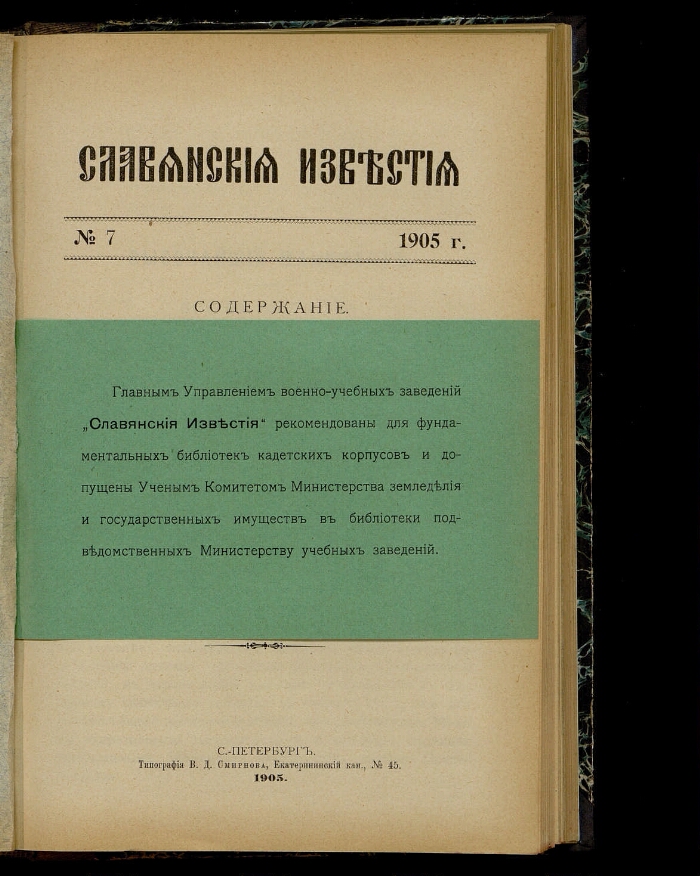 СЛАВѦNСКIѦ ИЗВѢСТIѦ
№ 7 1905 г.
СОДЕРЖАНІЕ.
Главнымъ Управленіемъ военно-учебныхъ заведеній
„Славянскія Извѣстія“ рекомендованы для фунда-
ментальныхъ библіотекъ кадетскихъ корпусовъ и до-
пущены Ученымъ Комитетомъ Министерства земледѣлія
и государственныхъ имуществъ въ библіотеки под-
вѣдомственныхъ Министерству учебныхъ заведеній.
С.-ПЕТЕРБУРГЪ.
Типографія В. Д. Смирнова, Екатерининскій кан., № 45.
1905.